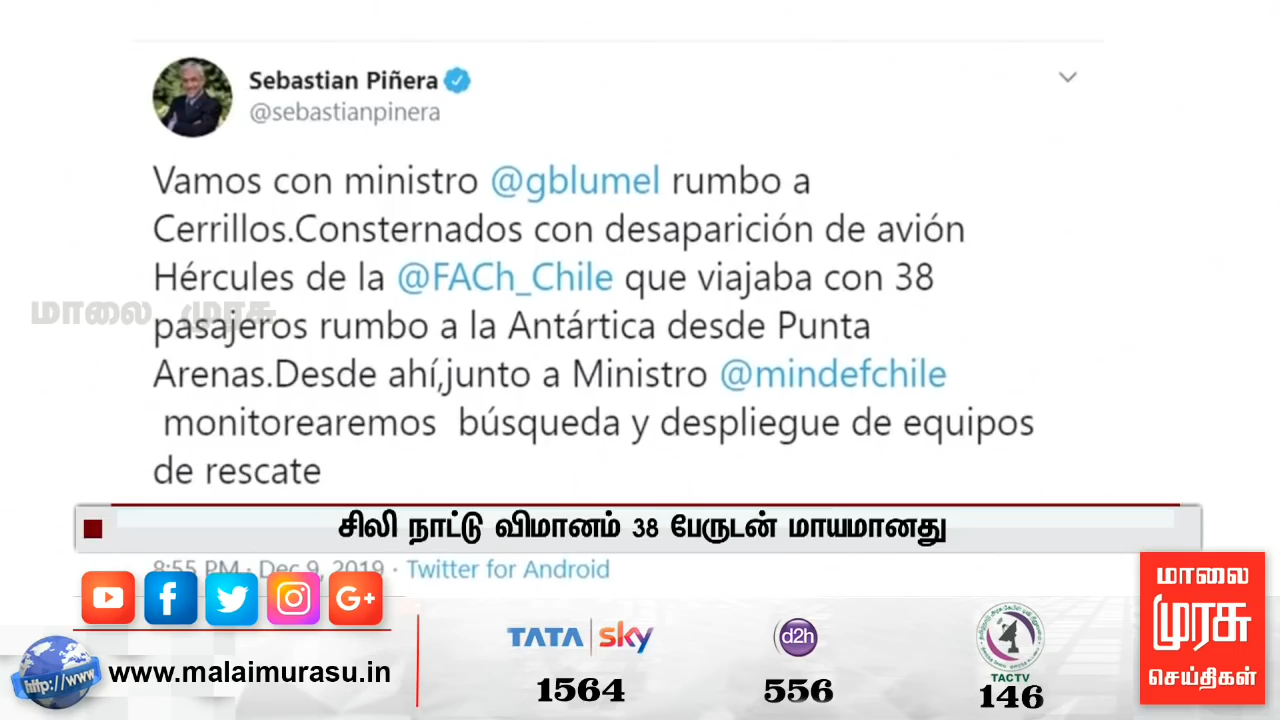 Sebastian Piñera
@sebastianpinera
Vamos con ministro @gblumel rumbo a
Cerrillos.Consternados con desaparición de avión
Hércules de la @FACh_Chile que viajaba con 38
மாலை முரசு
pasajeros rumbo a la Antártica desde Punta
Arenas.Desde ahí,junto a Ministro @mindefchile
monitorearemos  búsqueda y despliegue de equipos
de rescate
சிலி நாட்டு விமானம் 38 பேருடன் மாயமானது
8:55 PM · Dec 9, 2019 · Twitter for Android
http://www
www.malaimurasu.in
TATA sky
1564
d2h
556
TACTV
146
மாலை
முரசு
செய்திகள்
G+